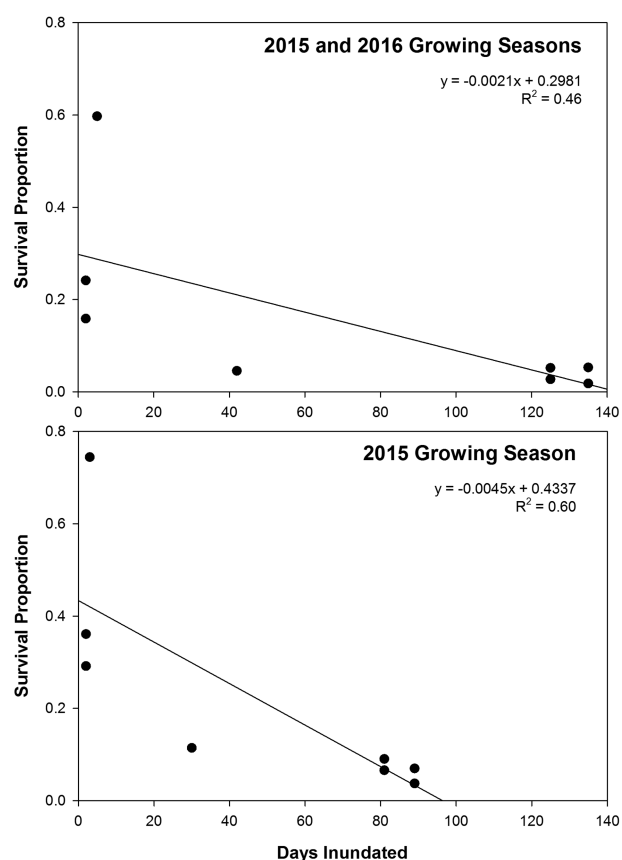 2015 and 2016 Growing Seasons
y = -0.0021x + 0.2981
R² = 0.46
Survival Proportion
0.8
0.6
0.4
0.2
0.0
0 20 40 60 80 100 120 140
2015 Growing Season
y = -0.0045x + 0.4337
R² = 0.60
Survival Proportion
0.8
0.6
0.4
0.2
0.0
0 20 40 60 80 100 120 140
Days Inundated